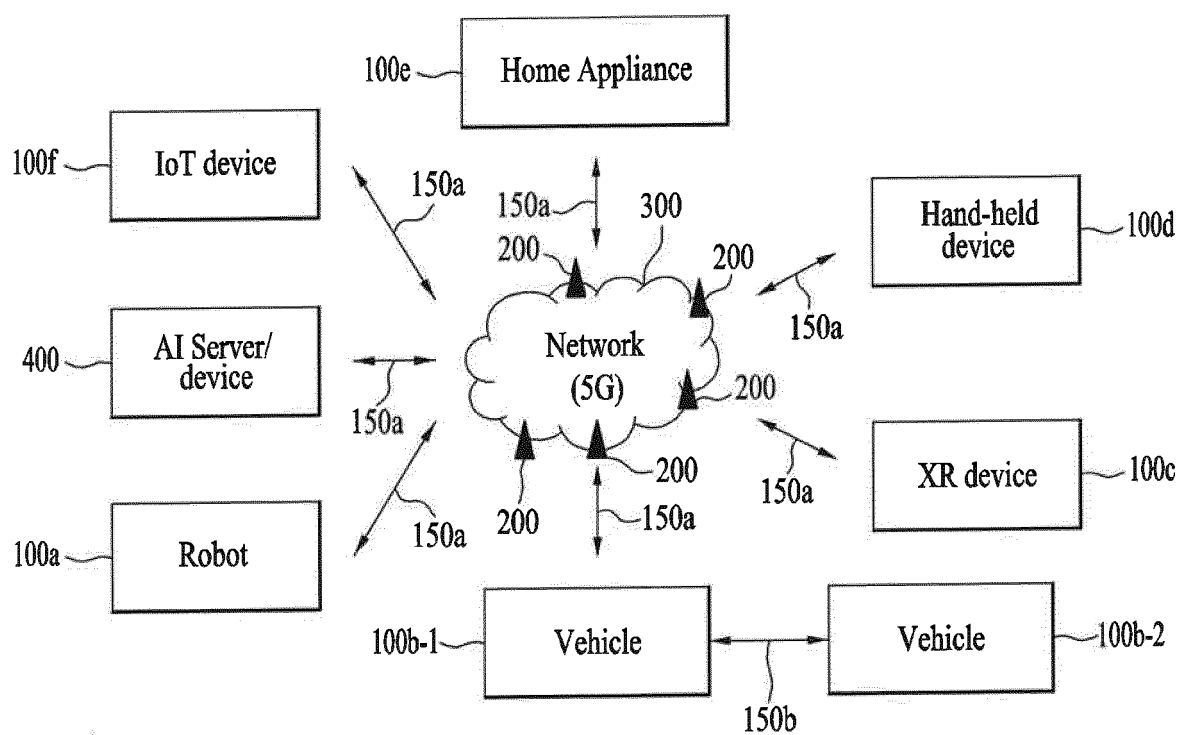 100e
Home Appliance
100f
IoT device
150a
150a
300
200
200
Hand-held
device
100d
150a
400
AI Server/
device
150a
Network
(5G)
200
200
200
150a
XR device
100c
100a
Robot
150a
150a
100b-1
Vehicle
Vehicle
100b-2
150b